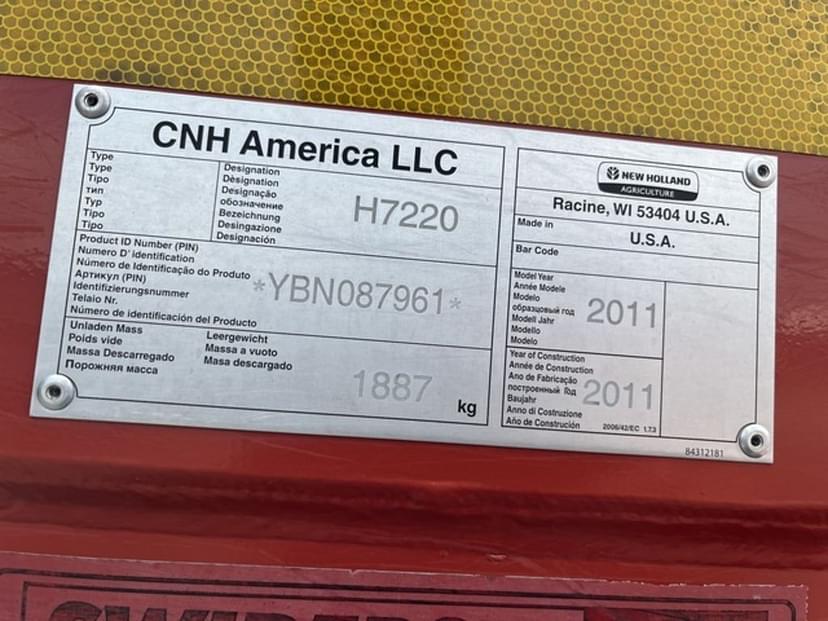 CNH America LLC
Type
Type
Tipo
тип
Typ
Tipo
Tipo
Designation
Dèsignation
Designação
обозначение
Bezeichnung
Desingazione
Designación
H7220
Product ID Number (PIN)
Numero D' identification
Número de Identificação do Produto
Артикул (PIN)
Identifizierungsnummer
Telaio Nr.
Número de identificación del Producto
*YBN087961*
Unladen Mass
Poids vide
Massa Descarregado
Порожняя масса
Leergewicht
Massa a vuoto
Masa descargado
1887
kg
NEW HOLLAND
AGRICULTURE
Racine, WI 53404 U.S.A.
Made in
U.S.A.
Bar Code
Model Year
Année Modele
Modelo
образцовый год
Modell Jahr
Modello
Modelo
2011
Year of Construction
Année de Construction
Ano de Fabricação
построенный Год
Baujahr
Anno di Costruzione
Año de Construción
2011
2006/42/EC 1.7.3
84312181